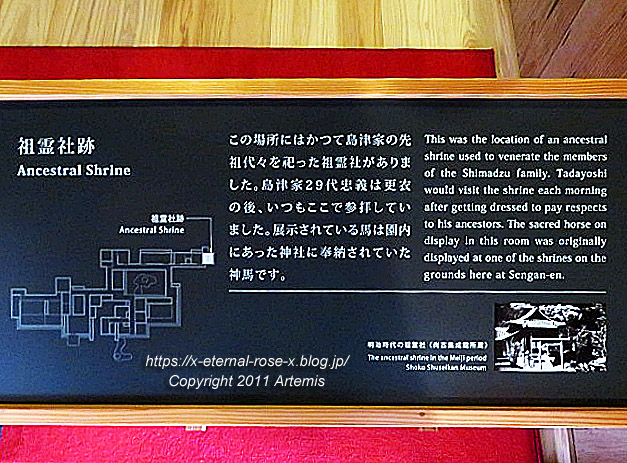 祖霊社跡
Ancestral Shrine
この場所にはかつて島津家の先
祖代々を祀った祖霊社がありま
した。島津家29代忠義は更衣
の後、いつもここで参拝してい
ました。展示されている馬は園内
にあった神社に奉納されていた
神馬です。
This was the location of an ancestral
shrine used to venerate the members
of the Shimadzu family. Tadayoshi
would visit the shrine each morning
after getting dressed to pay respects
to his ancestors. The sacred horse on
display in this room was originally
displayed at one of the shrines on the
grounds here at Sengan-en.
祖霊社跡
Ancestral Shrine
明治時代の祖霊社(尚古集成館所蔵)
The ancestral shrine in the Meiji period
Shoko Shuseikan Museum
https://x-eternal-rose-x.blog.jp/
Copyright 2011 Artemis